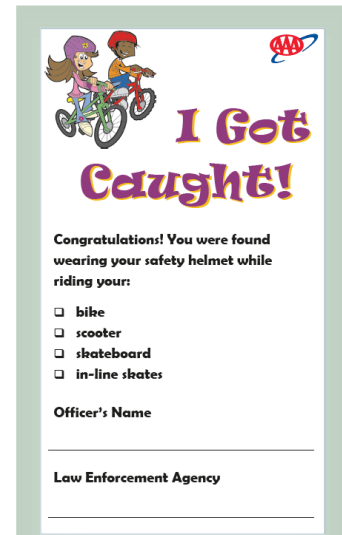 AAA
I Got
Caught!
Congratulations! You were found
wearing your safety helmet while
riding your:
❑ bike
❑ scooter
❑ skateboard
❑ in-line skates
Officer's Name
Law Enforcement Agency